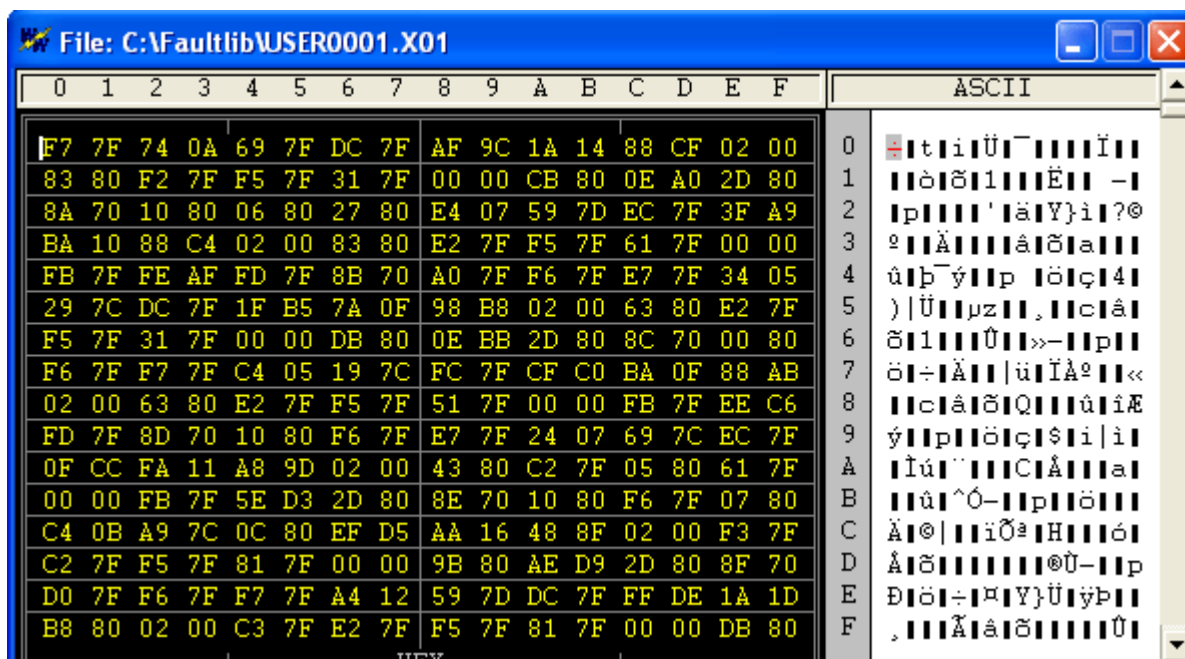 File: C:\Faultlib\USER0001.X01
0 1 2 3 4 5 6 7 8 9 A B C D E F ASCII
F7 7F 74 0A 69 7F DC 7F AF 9C 1A 14 88 CF 02 00 0 ÷▮t▮i▮Ü▮¯▮▮▮▮Ï▮▮
83 80 F2 7F F5 7F 31 7F 00 00 CB 80 0E A0 2D 80 1 ▮▮ò▮õ▮1▮▮▮Ë▮▮ -▮
8A 70 10 80 06 80 27 80 E4 07 59 7D EC 7F 3F A9 2 ▮p▮▮▮▮'▮ä▮Y}ì▮?©
BA 10 88 C4 02 00 83 80 E2 7F F5 7F 61 7F 00 00 3 º▮▮Ä▮▮▮▮â▮õ▮a▮▮▮
FB 7F FE AF FD 7F 8B 70 A0 7F F6 7F E7 7F 34 05 4 û▮þ¯ý▮▮p ▮ö▮ç▮4▮
29 7C DC 7F 1F B5 7A 0F 98 B8 02 00 63 80 E2 7F 5 )|Ü▮▮µz▮▮¸▮▮c▮â▮
F5 7F 31 7F 00 00 DB 80 0E BB 2D 80 8C 70 00 80 6 õ▮1▮▮▮Û▮▮»-▮▮p▮▮
F6 7F F7 7F C4 05 19 7C FC 7F CF C0 BA 0F 88 AB 7 ö▮÷▮Ä▮▮|ü▮ÏÀº▮▮«
02 00 63 80 E2 7F F5 7F 51 7F 00 00 FB 7F EE C6 8 ▮▮c▮â▮õ▮Q▮▮▮û▮îÆ
FD 7F 8D 70 10 80 F6 7F E7 7F 24 07 69 7C EC 7F 9 ý▮▮p▮▮ö▮ç▮$▮i|ì▮
0F CC FA 11 A8 9D 02 00 43 80 C2 7F 05 80 61 7F A ▮Ìú▮¨▮▮▮C▮Â▮▮▮a▮
00 00 FB 7F 5E D3 2D 80 8E 70 10 80 F6 7F 07 80 B ▮▮û▮^Ó-▮▮p▮▮ö▮▮▮
C4 0B A9 7C 0C 80 EF D5 AA 16 48 8F 02 00 F3 7F C Ä▮©|▮▮ïÕª▮H▮▮▮ó▮
C2 7F F5 7F 81 7F 00 00 9B 80 AE D9 2D 80 8F 70 D Â▮õ▮▮▮▮▮▮▮®Ù-▮▮p
D0 7F F6 7F F7 7F A4 12 59 7D DC 7F FF DE 1A 1D E Ð▮ö▮÷▮¤▮Y}Ü▮ÿÞ▮▮
B8 80 02 00 C3 7F E2 7F F5 7F 81 7F 00 00 DB 80 F ¸▮▮▮Ã▮â▮õ▮▮▮▮▮Û▮
HEX